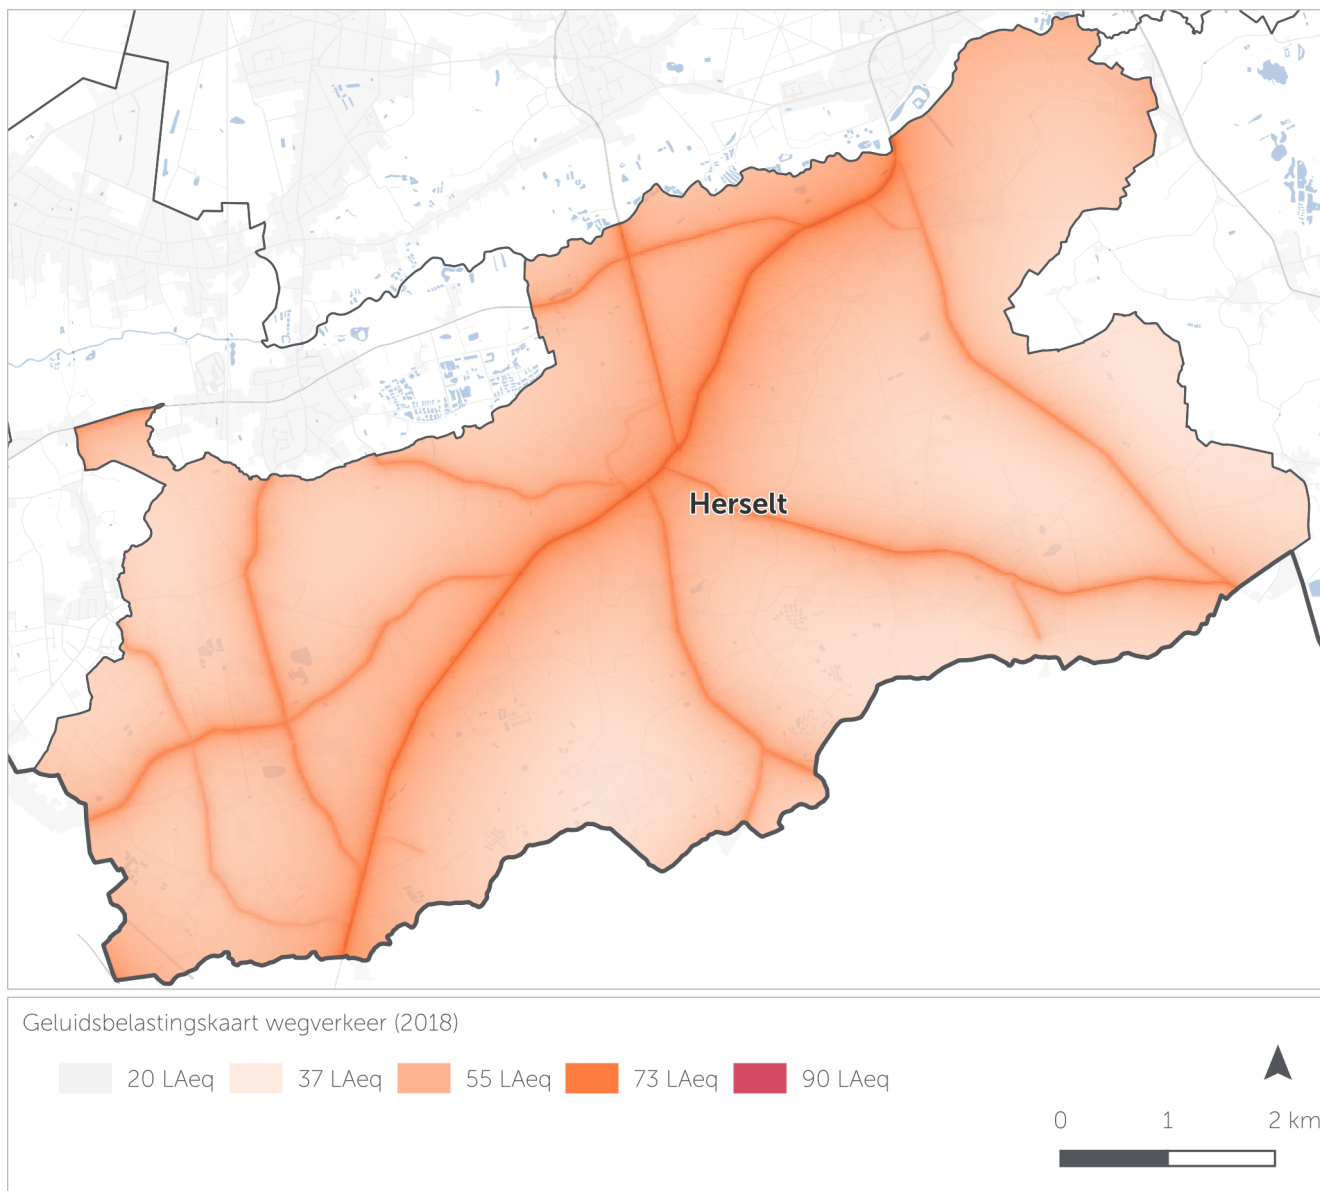 Herselt
Geluidsbelastingskaart wegverkeer (2018)
20 LAeq 37 LAeq 55 LAeq 73 LAeq 90 LAeq
0 1 2 km